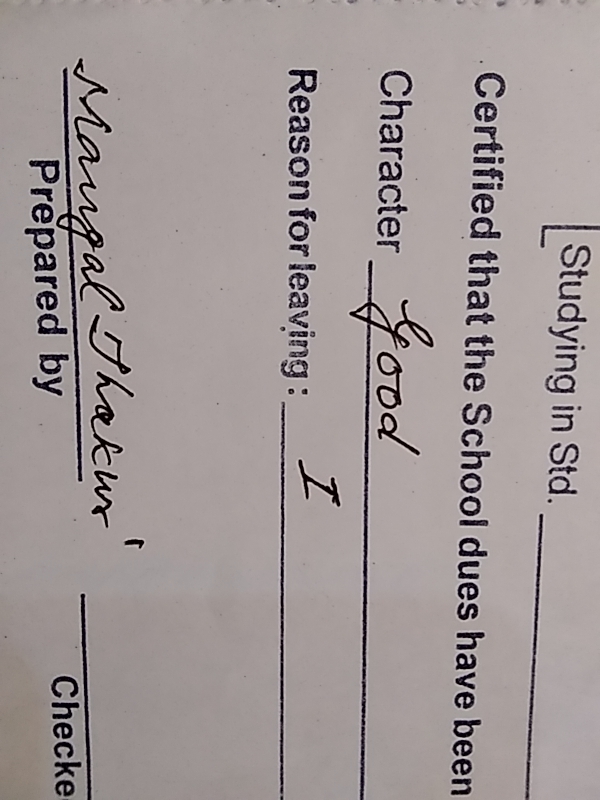 Studying in Std.
Certified that the School dues have been
Character Good
Reason for leaving : I
Mangal Thakur
Prepared by Checke